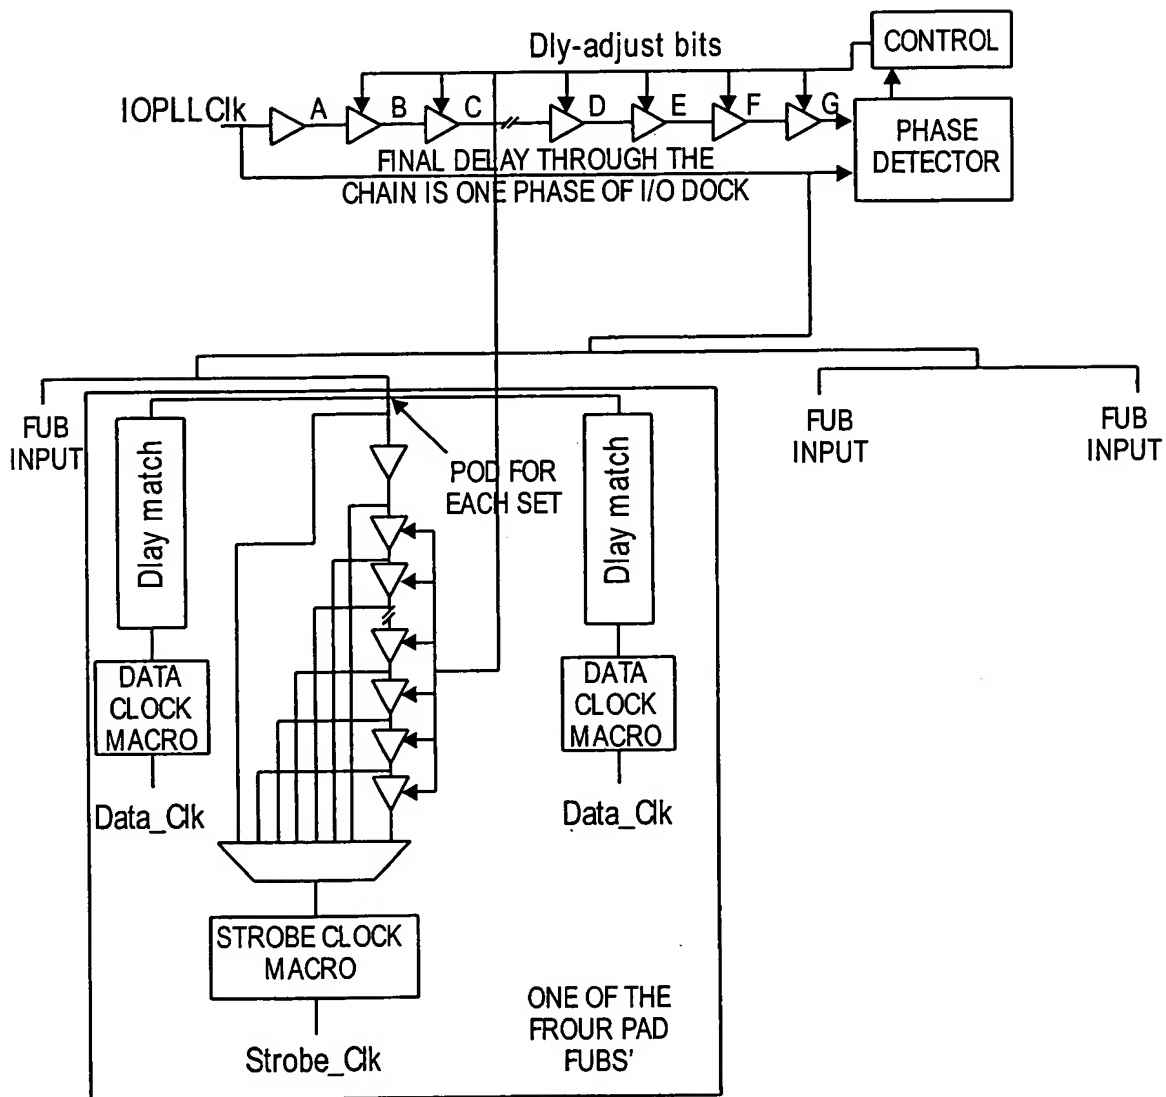 Dly-adjust bits
CONTROL
IOPLLClk
A
B
C
D
E
F
G
PHASE
DETECTOR
FINAL DELAY THROUGH THE
CHAIN IS ONE PHASE OF I/O DOCK
FUB
INPUT
FUB
INPUT
FUB
INPUT
Dlay match
POD FOR
EACH SET
Dlay match
DATA
CLOCK
MACRO
DATA
CLOCK
MACRO
Data_Clk
Data_Clk
STROBE CLOCK
MACRO
Strobe_Clk
ONE OF THE
FROUR PAD
FUBS'